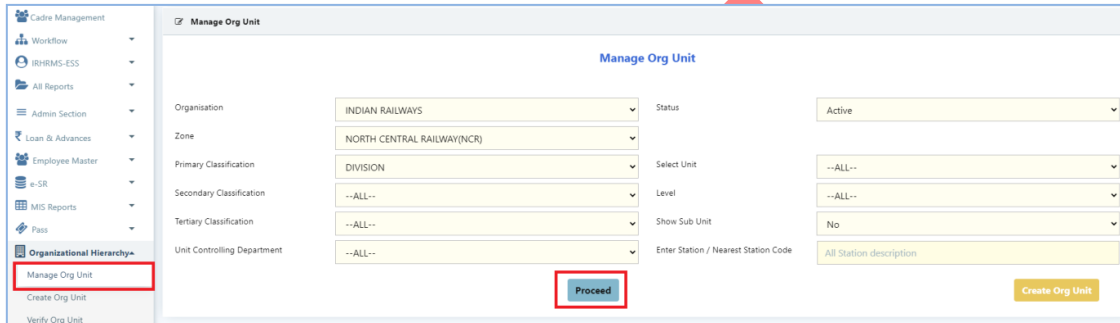 Cadre Management
Workflow
IRHRMS-ESS
All Reports
Admin Section
Loan & Advances
Employee Master
e-SR
MIS Reports
Pass
Organizational Hierarchy
Manage Org Unit
Create Org Unit
Verify Org Unit
Manage Org Unit
Manage Org Unit
Organisation INDIAN RAILWAYS Status Active
Zone NORTH CENTRAL RAILWAY(NCR)
Primary Classification DIVISION Select Unit --ALL--
Secondary Classification --ALL-- Level --ALL--
Tertiary Classification --ALL-- Show Sub Unit No
Unit Controlling Department --ALL-- Enter Station / Nearest Station Code All Station description
Proceed Create Org Unit